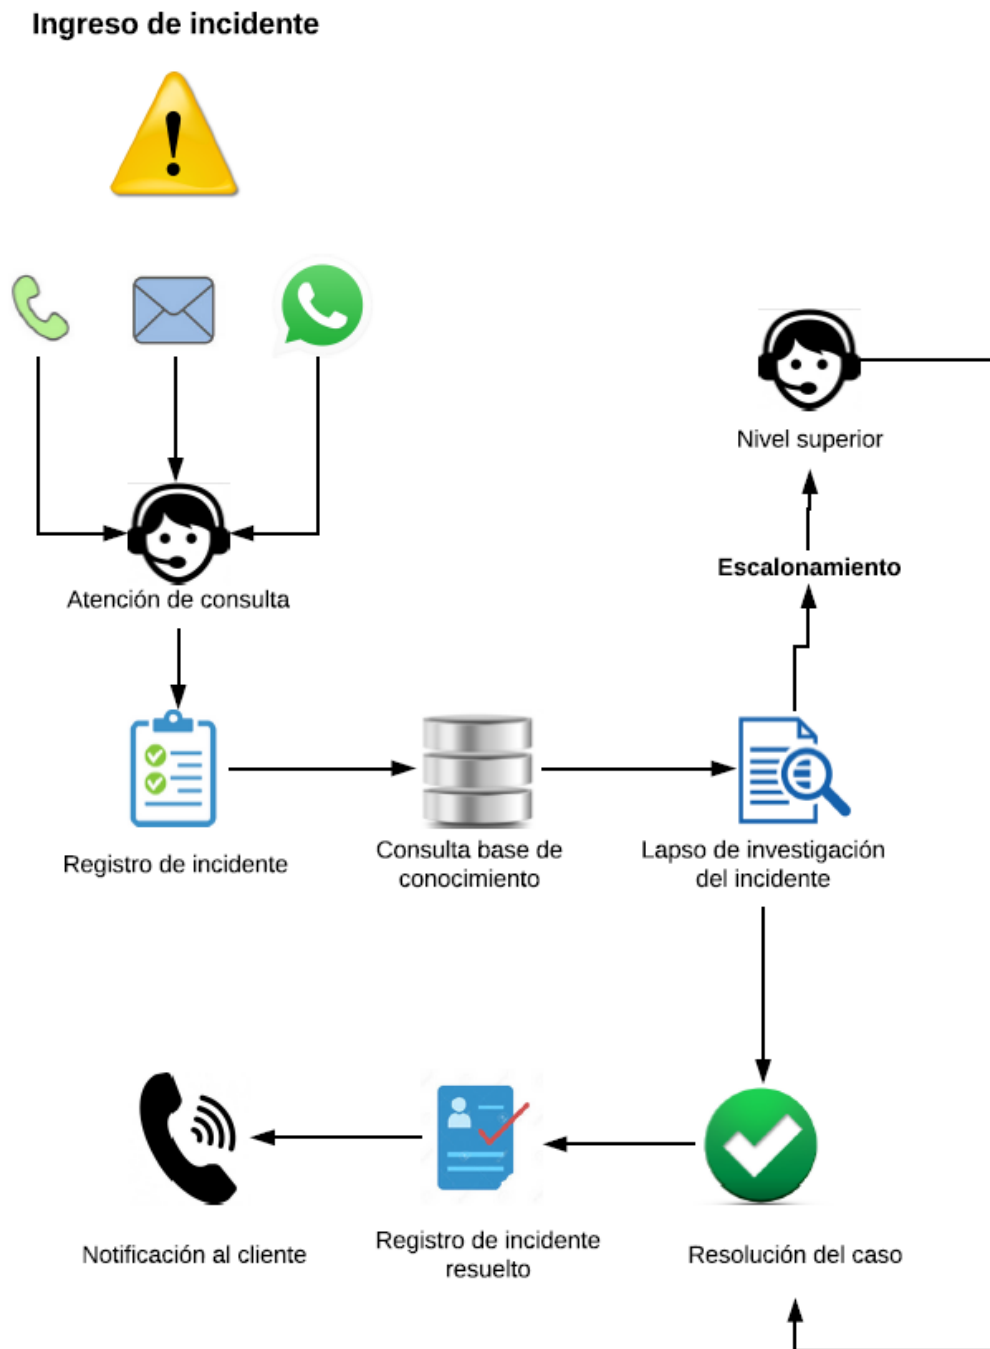 Ingreso de incidente
Nivel superior
Escalonamiento
Atención de consulta
Registro de incidente
Consulta base de
conocimiento
Lapso de investigación
del incidente
Notificación al cliente
Registro de incidente
resuelto
Resolución del caso